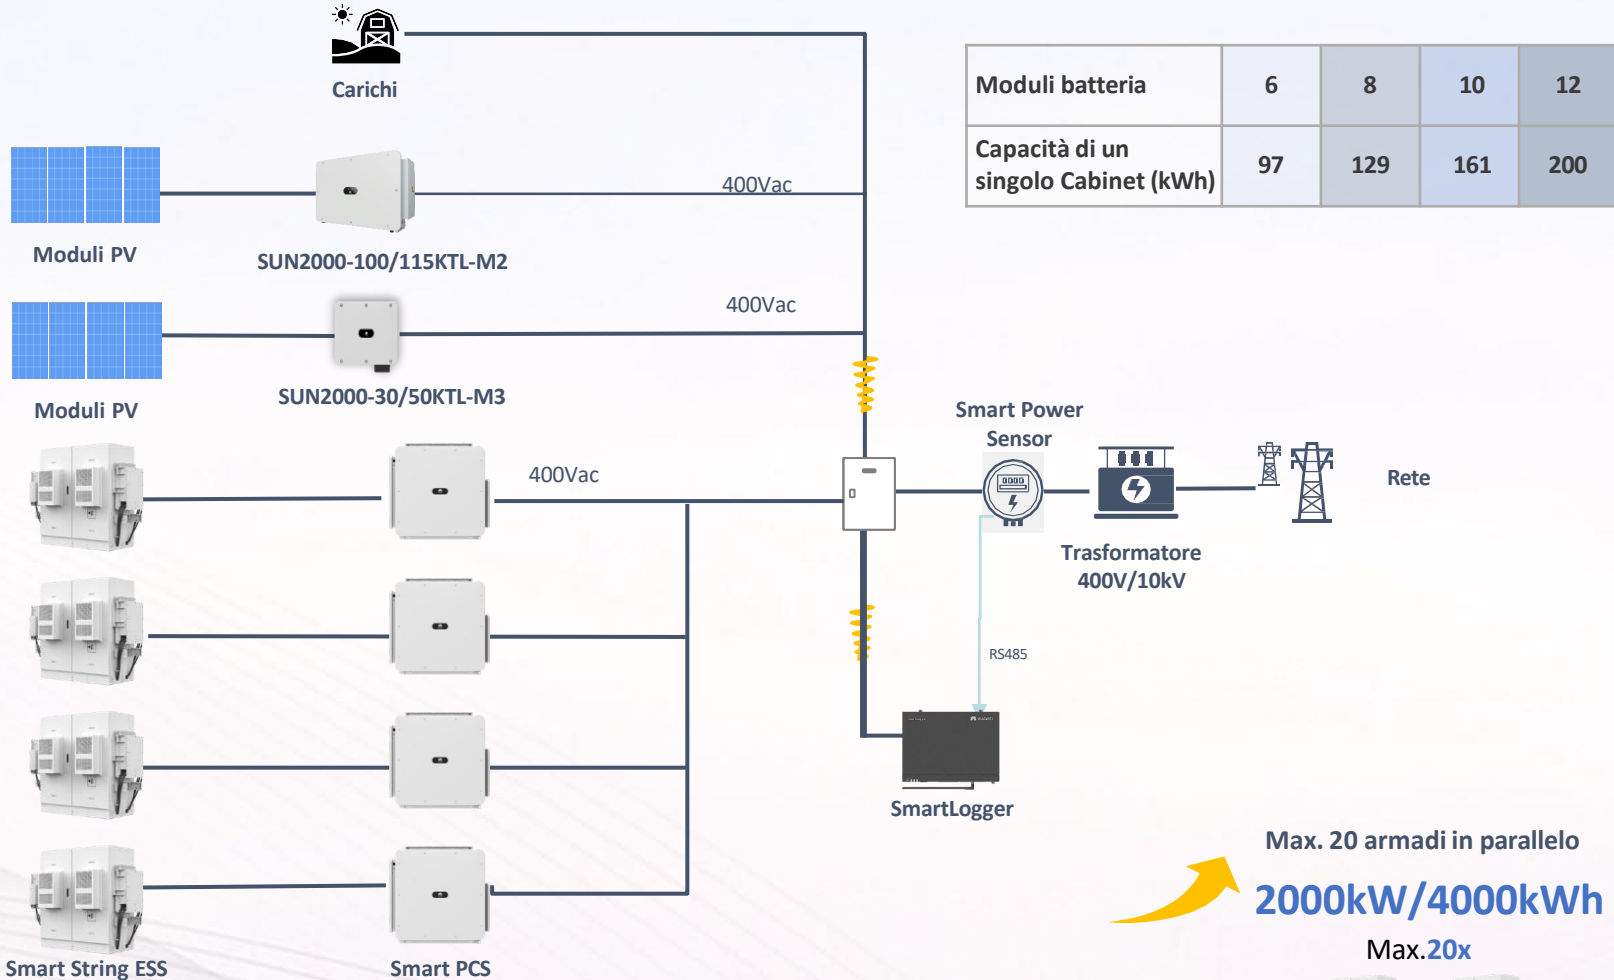 Carichi
Moduli batteria 6 8 10 12
Capacità di un
singolo Cabinet (kWh) 97 129 161 200
400Vac
Moduli PV
SUN2000-100/115KTL-M2
400Vac
Moduli PV
SUN2000-30/50KTL-M3
Smart Power
Sensor
400Vac
Rete
Trasformatore
400V/10kV
RS485
SmartLogger
Max. 20 armadi in parallelo
2000kW/4000kWh
Max.20x
Smart String ESS
Smart PCS